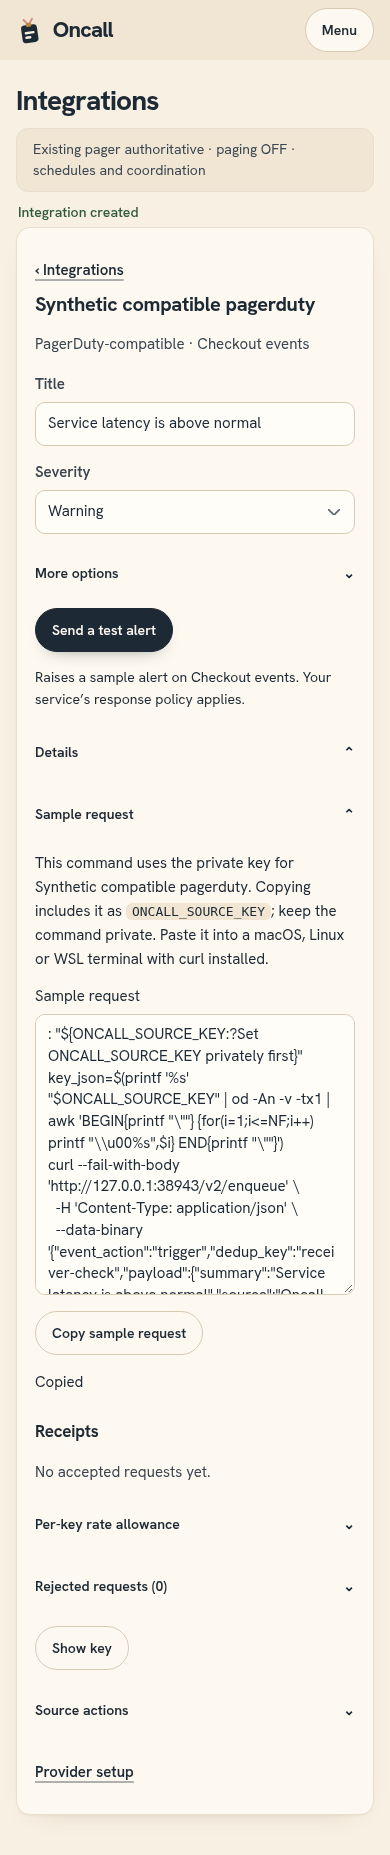 Oncall
Menu
Integrations
Existing pager authoritative · paging OFF ·
schedules and coordination
Integration created
‹ Integrations
Synthetic compatible pagerduty
PagerDuty-compatible · Checkout events
Title
Service latency is above normal
Severity
Warning
More options
Send a test alert
Raises a sample alert on Checkout events. Your
service’s response policy applies.
Details
Sample request
This command uses the private key for
Synthetic compatible pagerduty. Copying
includes it as ONCALL_SOURCE_KEY; keep the
command private. Paste it into a macOS, Linux
or WSL terminal with curl installed.
Sample request
: "${ONCALL_SOURCE_KEY:?Set
ONCALL_SOURCE_KEY privately first}"
key_json=$(printf '%s'
"$ONCALL_SOURCE_KEY" | od -An -v -tx1 |
awk 'BEGIN{printf "\""} {for(i=1;i<=NF;i++)
printf "\\u00%s",$i} END{printf "\""}')
curl --fail-with-body
'http://127.0.0.1:38943/v2/enqueue' \
-H 'Content-Type: application/json' \
--data-binary
'{"event_action":"trigger","dedup_key":"recei
ver-check","payload":{"summary":"Service
latency is above normal","source":"Oncall
Copy sample request
Copied
Receipts
No accepted requests yet.
Per-key rate allowance
Rejected requests (0)
Show key
Source actions
Provider setup